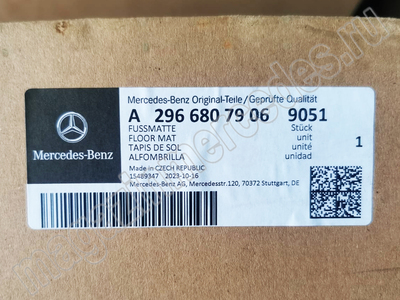 Mercedes-Benz Original-Teile/Geprüfte Qualität
A 296 680 79 06 9051
FUSSMATTE Stück
FLOOR MAT unit
TAPIS DE SOL unité
ALFOMBRILLA unidad
1
Made in CZECH REPUBLIC
15489347 2023-10-16
Mercedes-Benz AG, Mercedesstr.120, 70372 Stuttgart, DE
Mercedes-Benz